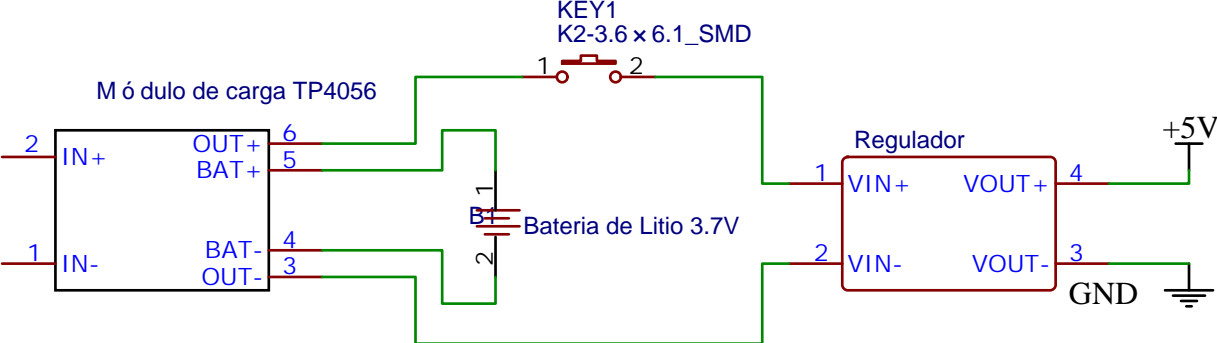 KEY1
K2-3.6×6.1_SMD
1 2
Módulo de carga TP4056
2 IN+
1 IN-
OUT+ 6
BAT+ 5
BAT- 4
OUT- 3
1
B1
Bateria de Litio 3.7V
2
Regulador
1 VIN+
2 VIN-
VOUT+ 4
VOUT- 3
+5V
GND